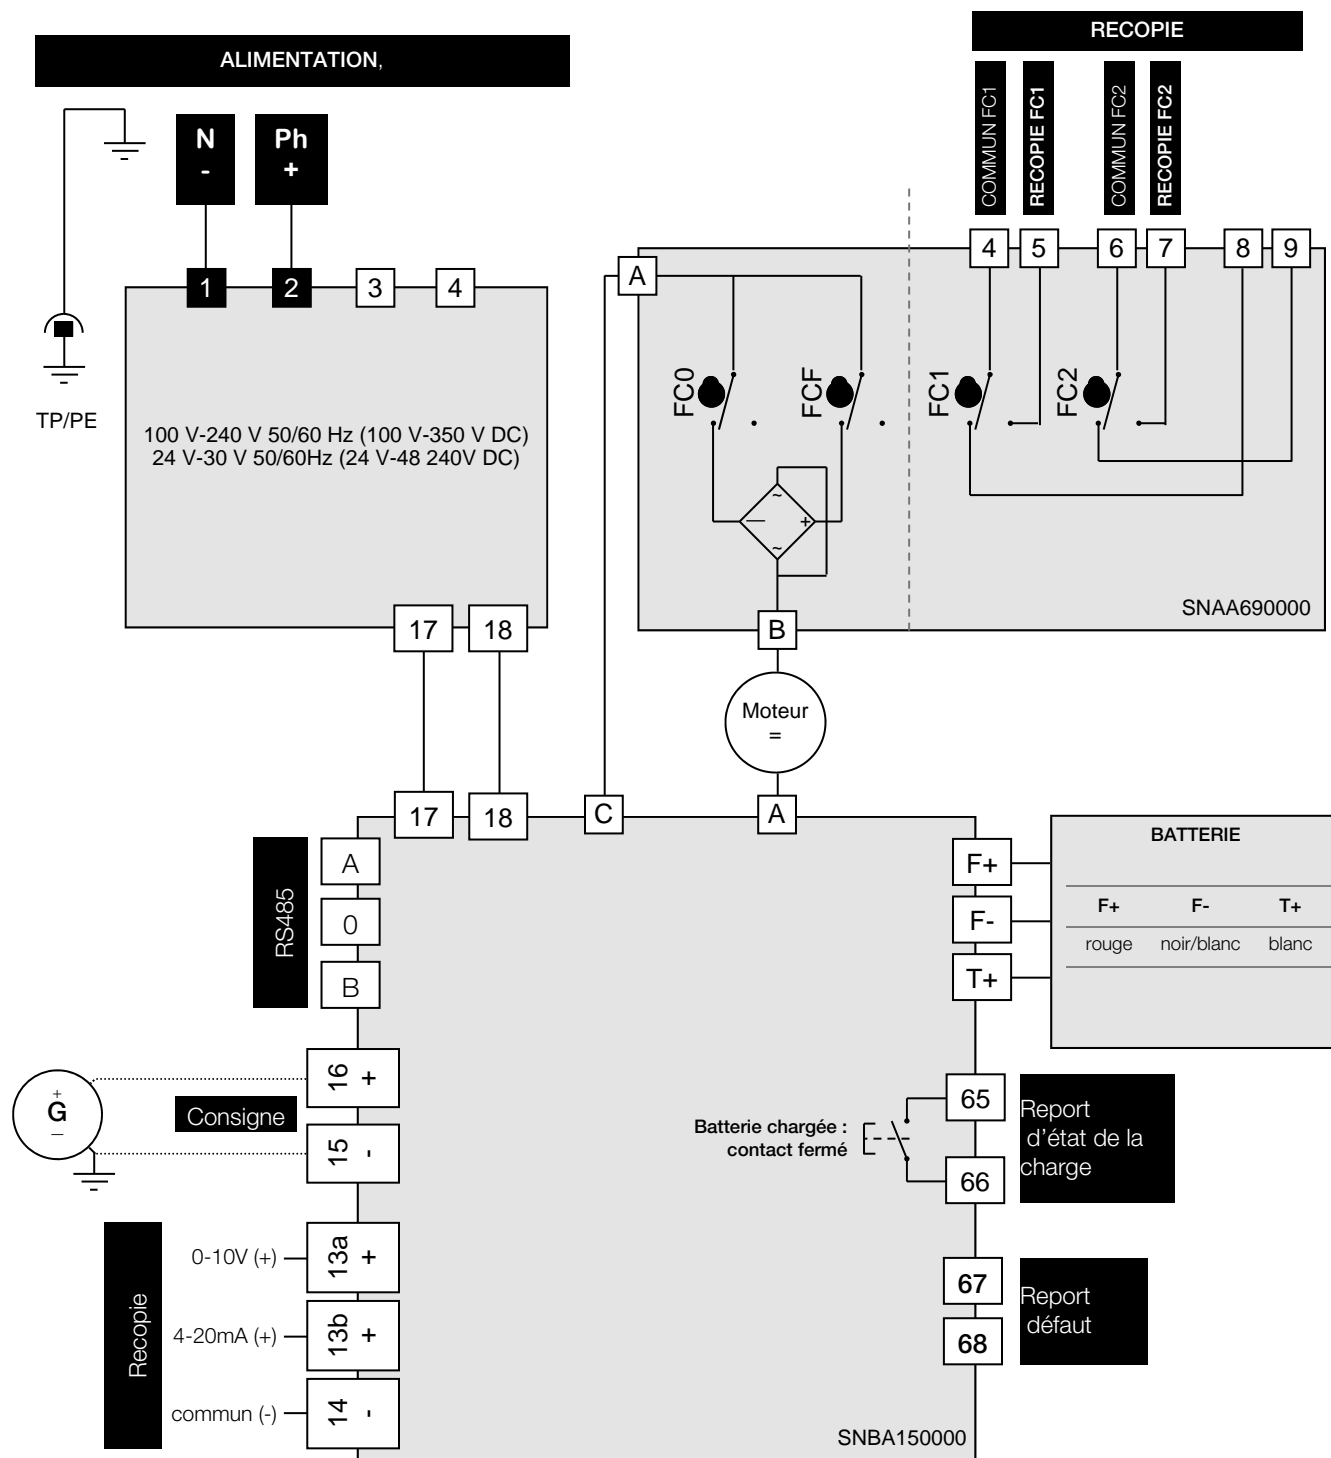 ALIMENTATION,
RECOPIE
COMMUN FC1
RECOPIE FC1
COMMUN FC2
RECOPIE FC2
N
-
Ph
+
1
2
3
4
TP/PE
100 V-240 V 50/60 Hz (100 V-350 V DC)
24 V-30 V 50/60Hz (24 V-48 240V DC)
17
18
4
5
6
7
8
9
A
FC0
FCF
FC1
FC2
~
—
+
~
SNAA690000
B
Moteur
=
17
18
C
A
RS485
A
0
B
F+
F-
T+
BATTERIE
F+ F- T+
rouge noir/blanc blanc
+
G
—
Consigne
16 +
15 -
Batterie chargée :
contact fermé
65
66
Report
d’état de la
charge
67
68
Report
défaut
Recopie
0-10V (+)
13a +
4-20mA (+)
13b +
commun (-)
14 -
SNBA150000